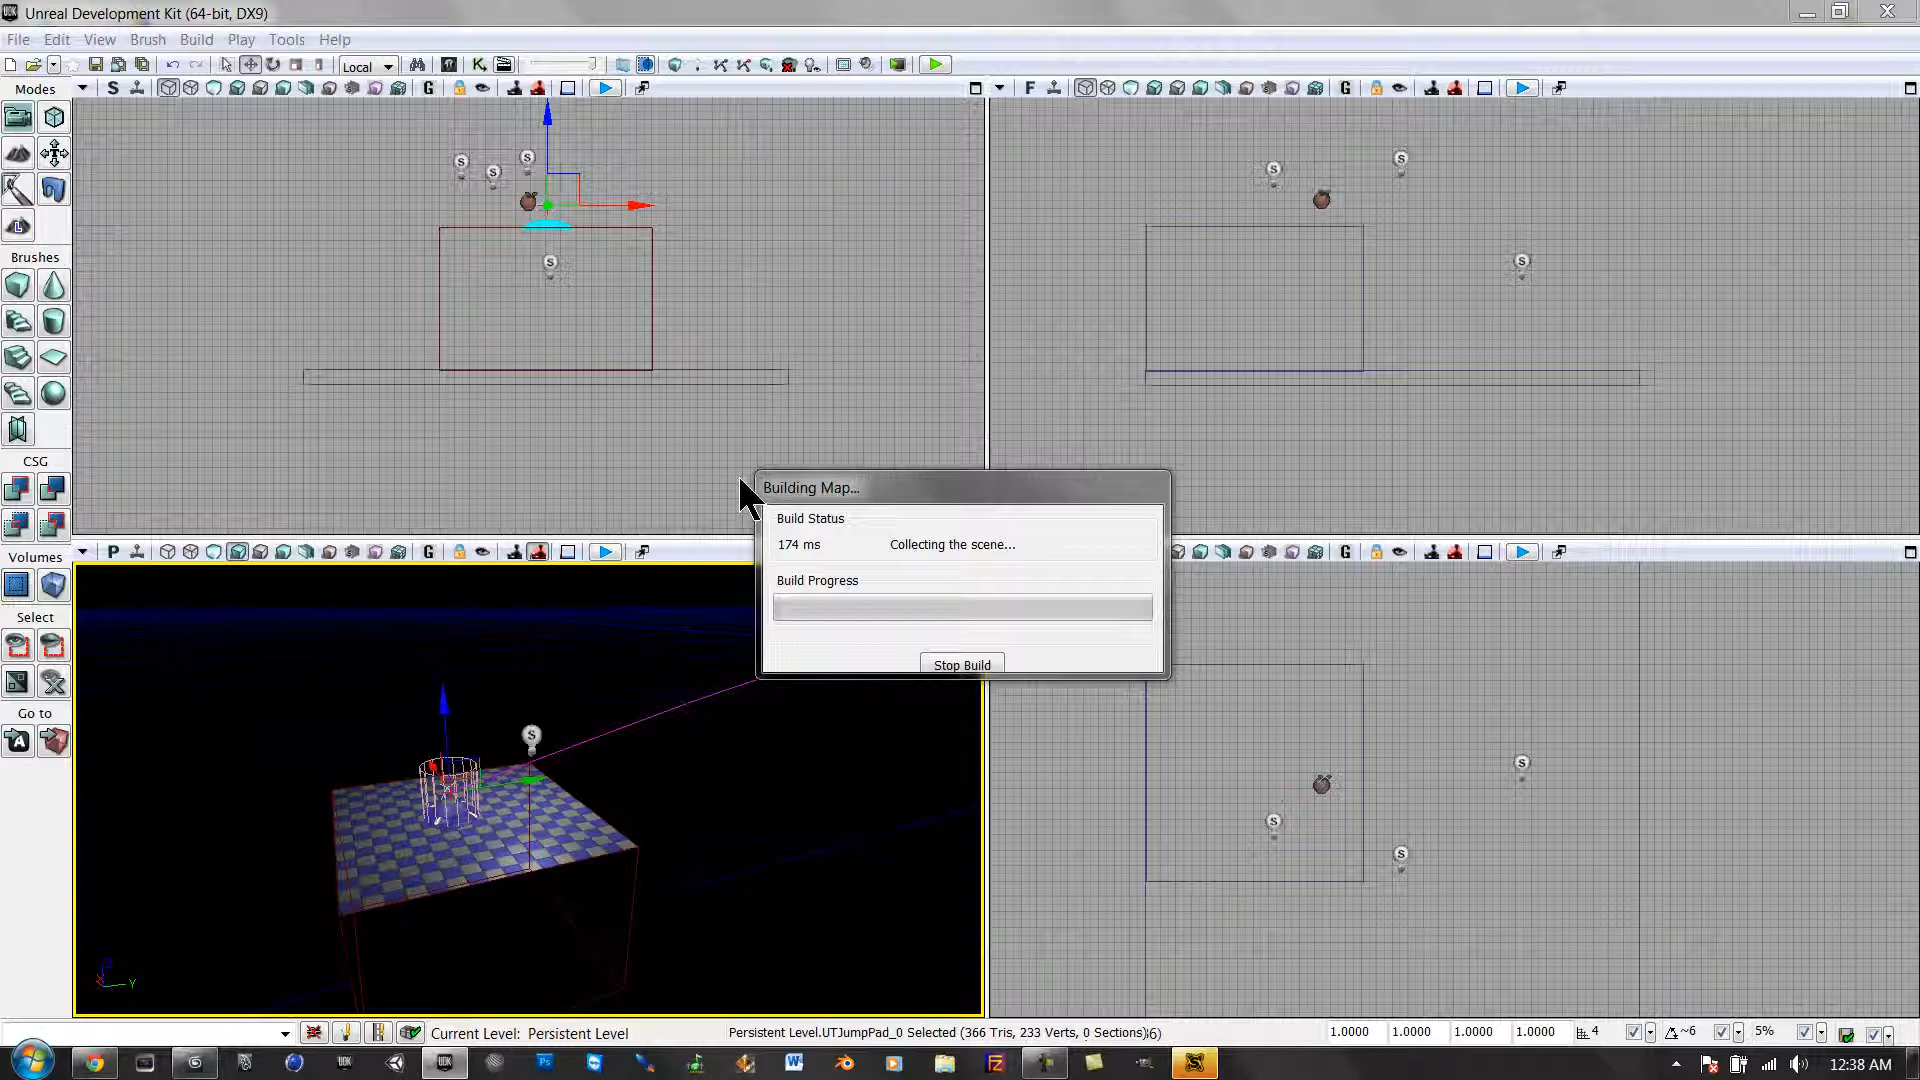 Unreal Development Kit (64-bit, DX9)
File Edit View Brush Build Play Tools Help
Local
Modes
S G
F G
Brushes
CSG
Building Map...
Build Status
174 ms Collecting the scene...
Build Progress
Stop Build
P G
G
Volumes
Select
Go to
Y
Current Level: Persistent Level
Persistent Level.UTJumpPad_0 Selected (366 Tris, 233 Verts, 0 Sections)
1.0000 1.0000 1.0000 1.0000 4 ~6 5%
12:38 AM